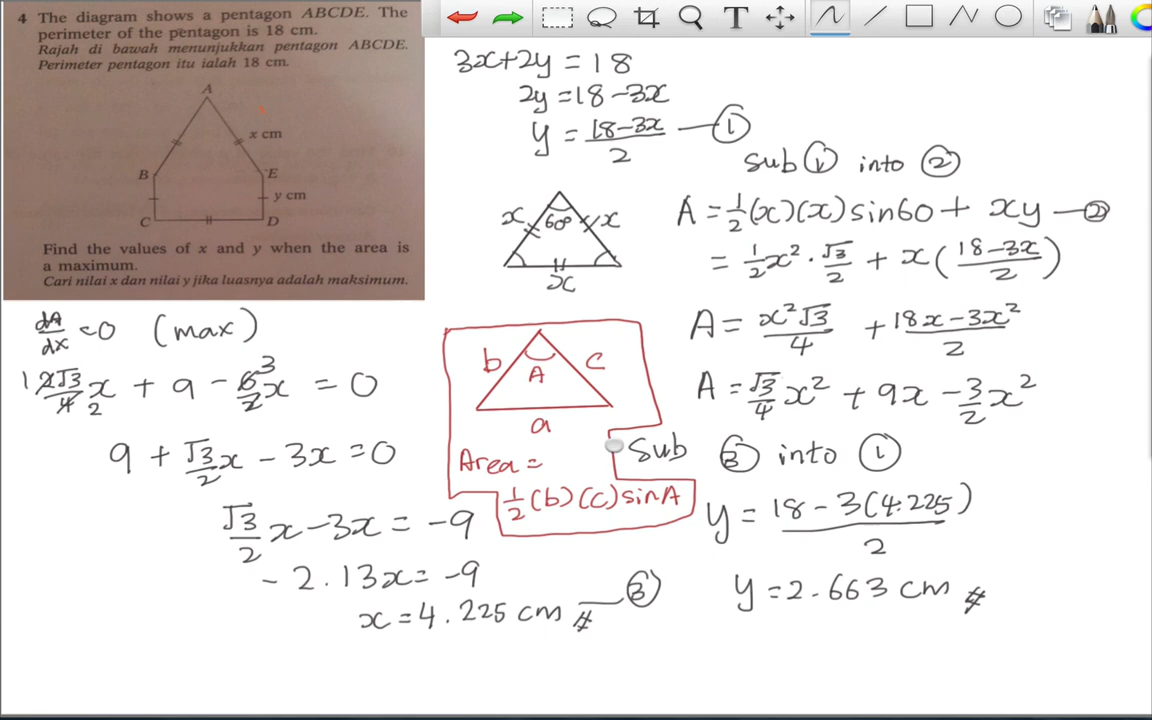 4 The diagram shows a pentagon ABCDE. The
perimeter of the pentagon is 18 cm.
Rajah di bawah menunjukkan pentagon ABCDE.
Perimeter pentagon itu ialah 18 cm.
A
x cm
B
E
y cm
C
D
Find the values of x and y when the area is
a maximum.
Cari nilai x dan nilai y jika luasnya adalah maksimum.
T
3x+2y = 18
2y = 18-3x
y = 18-3x/2 — ①
sub ① into ②
x 60° x
x
A = 1/2(x)(x) sin60 + xy — ②
= 1/2x² · √3/2 + x(18-3x/2)
A = x²√3/4 + 18x-3x²/2
A = √3/4 x² + 9x - 3/2 x²
dA/dx = 0 (max)
1 2√3/4 2 x + 9 - 6 3/2 x = 0
9 + √3/2 x - 3x = 0
√3/2 x - 3x = -9
- 2.13x = -9
x = 4.225 cm # — ③
b A c
a
Area =
1/2 (b)(c) sinA
Sub ③ into ①
y = 18 - 3(4.225)/2
y = 2.663 cm #